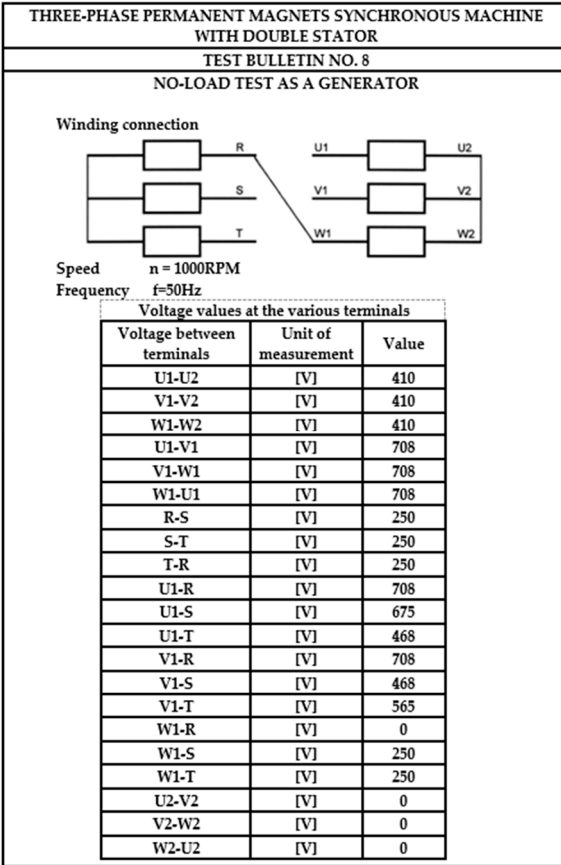 THREE-PHASE PERMANENT MAGNETS SYNCHRONOUS MACHINE
WITH DOUBLE STATOR
TEST BULLETIN NO. 8
NO-LOAD TEST AS A GENERATOR
Winding connection
R U1 U2
S V1 V2
T W1 W2
Speed n = 1000RPM
Frequency f=50Hz
Voltage values at the various terminals
Voltage between terminals Unit of measurement Value
U1-U2 [V] 410
V1-V2 [V] 410
W1-W2 [V] 410
U1-V1 [V] 708
V1-W1 [V] 708
W1-U1 [V] 708
R-S [V] 250
S-T [V] 250
T-R [V] 250
U1-R [V] 708
U1-S [V] 675
U1-T [V] 468
V1-R [V] 708
V1-S [V] 468
V1-T [V] 565
W1-R [V] 0
W1-S [V] 250
W1-T [V] 250
U2-V2 [V] 0
V2-W2 [V] 0
W2-U2 [V] 0